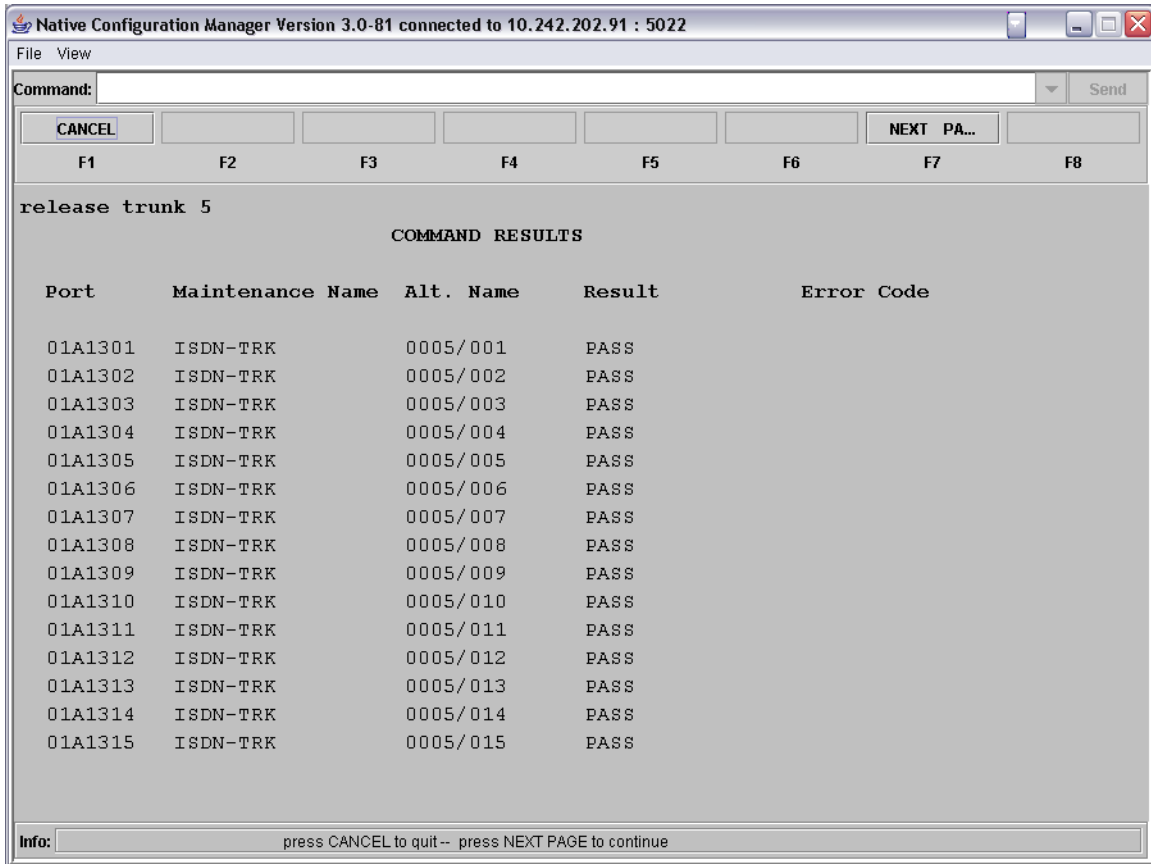 Native Configuration Manager Version 3.0-81 connected to 10.242.202.91 : 5022
File View
Command: Send
CANCEL NEXT PA...
F1 F2 F3 F4 F5 F6 F7 F8
release trunk 5
COMMAND RESULTS
Port Maintenance Name Alt. Name Result Error Code
01A1301 ISDN-TRK 0005/001 PASS
01A1302 ISDN-TRK 0005/002 PASS
01A1303 ISDN-TRK 0005/003 PASS
01A1304 ISDN-TRK 0005/004 PASS
01A1305 ISDN-TRK 0005/005 PASS
01A1306 ISDN-TRK 0005/006 PASS
01A1307 ISDN-TRK 0005/007 PASS
01A1308 ISDN-TRK 0005/008 PASS
01A1309 ISDN-TRK 0005/009 PASS
01A1310 ISDN-TRK 0005/010 PASS
01A1311 ISDN-TRK 0005/011 PASS
01A1312 ISDN-TRK 0005/012 PASS
01A1313 ISDN-TRK 0005/013 PASS
01A1314 ISDN-TRK 0005/014 PASS
01A1315 ISDN-TRK 0005/015 PASS
Info: press CANCEL to quit -- press NEXT PAGE to continue